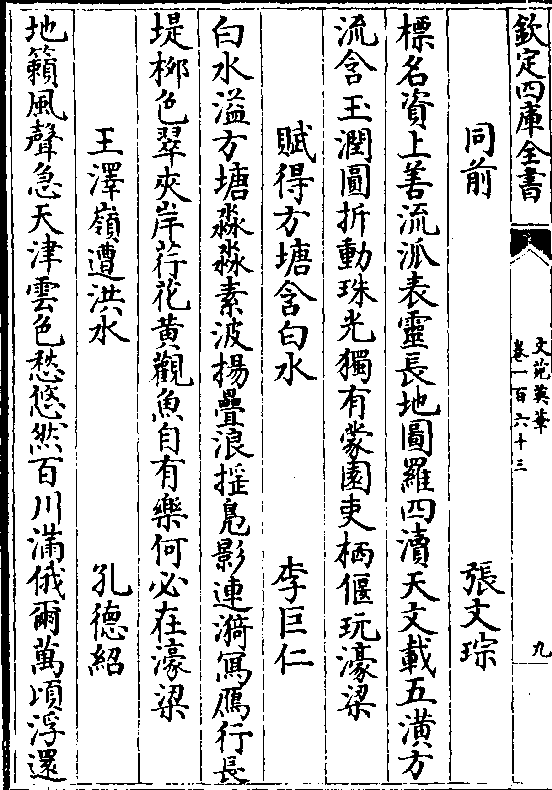 欽定四庫全書
文苑英華
卷一百六十三
九
同前 張文琮
標名資上善流派表靈長地圖羅四瀆天文載五潢方
流含玉潤圓折動珠光獨有蒙園吏栖偃玩濠梁
賦得方塘含白水 李巨仁
白水溢方塘淼淼素波揚疊浪摇鳧影連漪寫鴈行長
堤栁色翠夾岸荇花黄觀魚自有樂何必在濠梁
王澤嶺遭洪水 孔德紹
地籟風聲急天津雲色愁悠然百川滿俄爾萬頃浮還